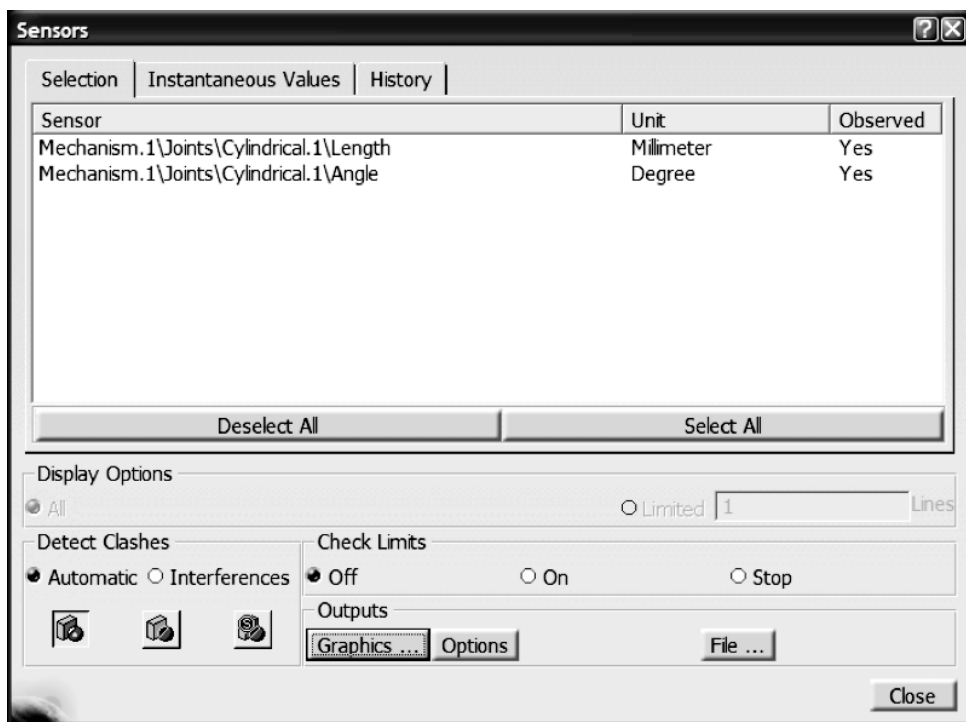 Sensors
Selection Instantaneous Values History
Sensor Unit Observed
Mechanism.1\Joints\Cylindrical.1\Length Millimeter Yes
Mechanism.1\Joints\Cylindrical.1\Angle Degree Yes
Deselect All Select All
Display Options
All Limited 1 Lines
Detect Clashes Check Limits
Automatic Interferences Off On Stop
Outputs
Graphics ... Options File ...
Close